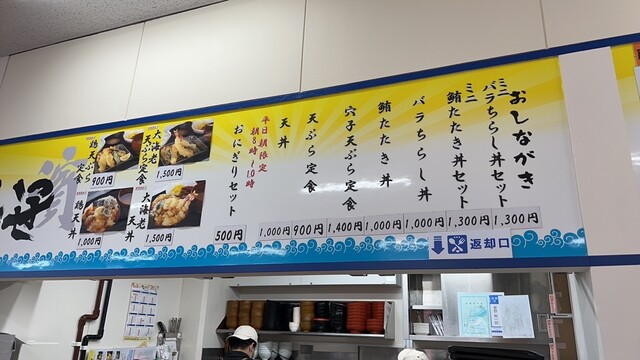 おしながき
ミニ
バラちらし丼セット
1,300円
ミニ
鮪たたき丼セット
1,300円
バラちらし丼
1,000円
鮪たたき丼
1,000円
穴子天ぷら定食
1,400円
天ぷら定食
900円
天丼
1,000円
平日限定
朝8時〜10時
おにぎりセット
500円
大海老
天ぷら定食
1,500円
大海老
天丼
1,500円
鶏天ぷら
定食
900円
鶏天丼
1,000円
返却口